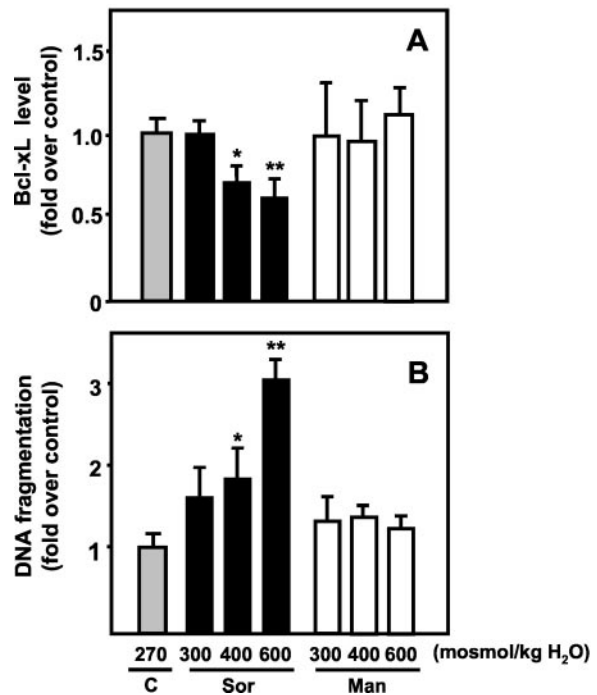 A
Bcl-xL level
(fold over control)
1.5
1.0
0.5
0
*
**
B
DNA fragmentation
(fold over control)
3
2
1
*
**
270 300 400 600 300 400 600 (mosmol/kg H₂O)
C Sor Man